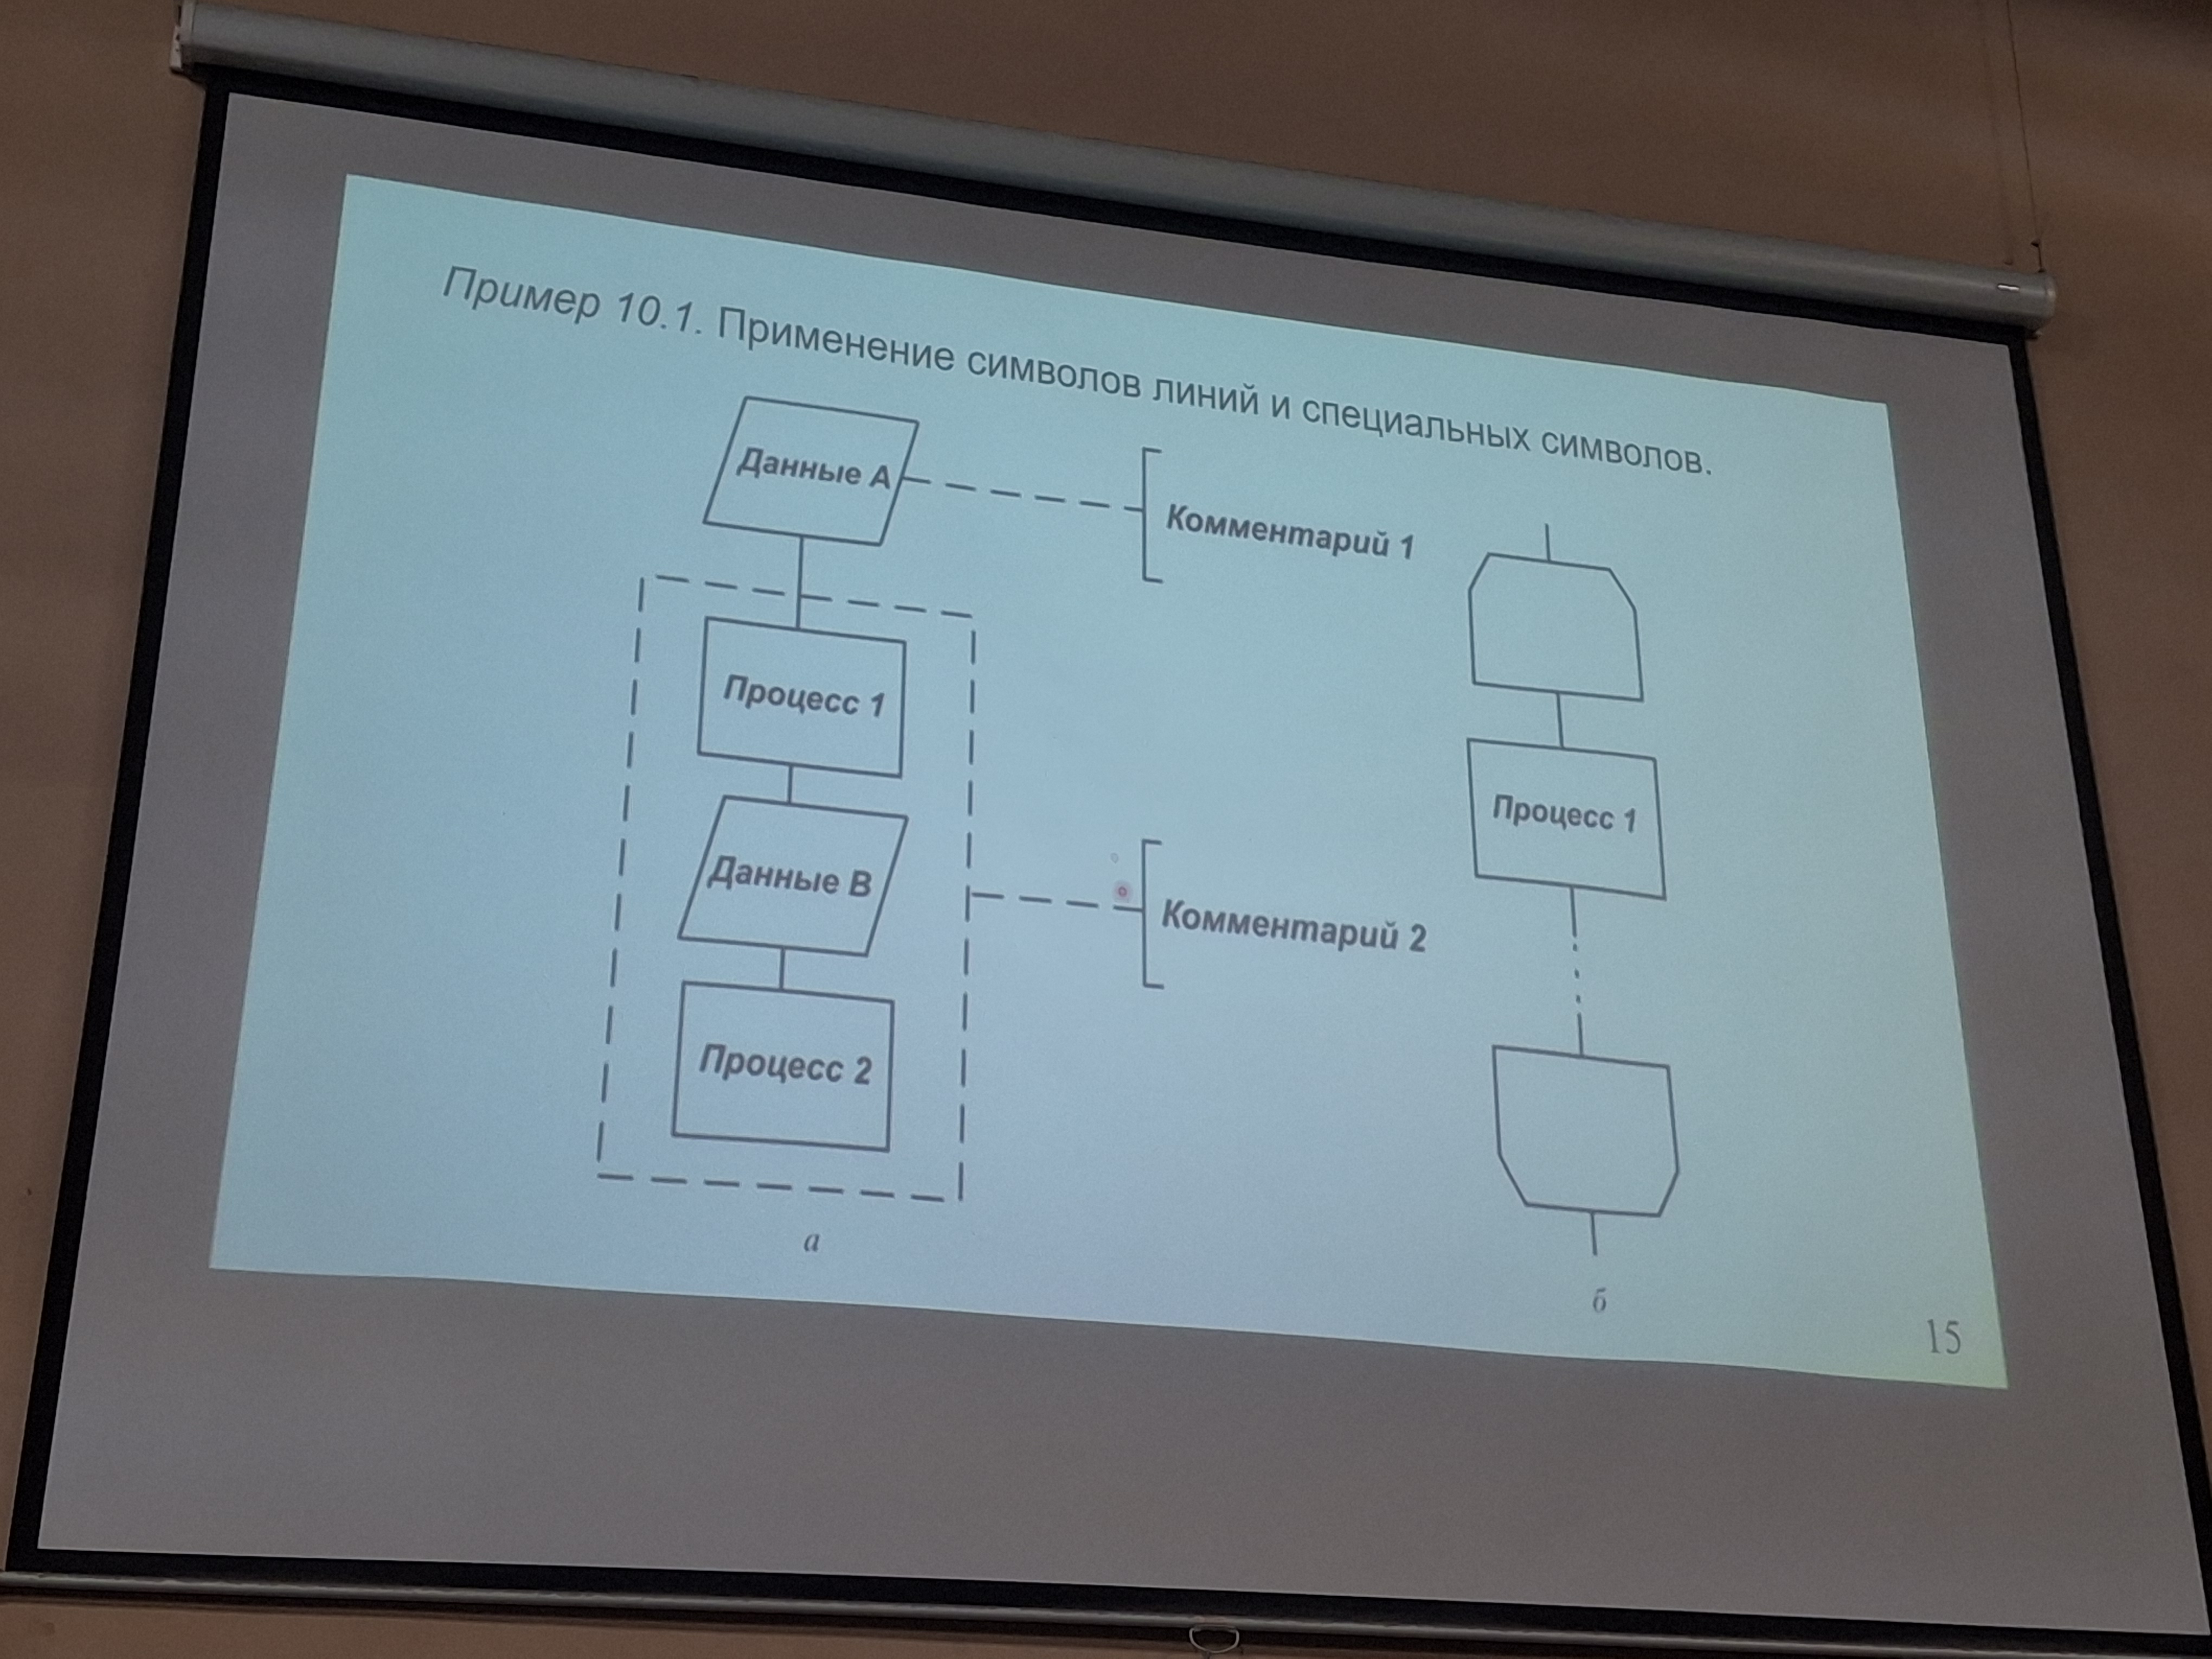 Пример 10.1. Применение символов линий и специальных символов.
Данные А
Комментарий 1
Процесс 1
Данные В
Комментарий 2
Процесс 2
а
Процесс 1
б
15